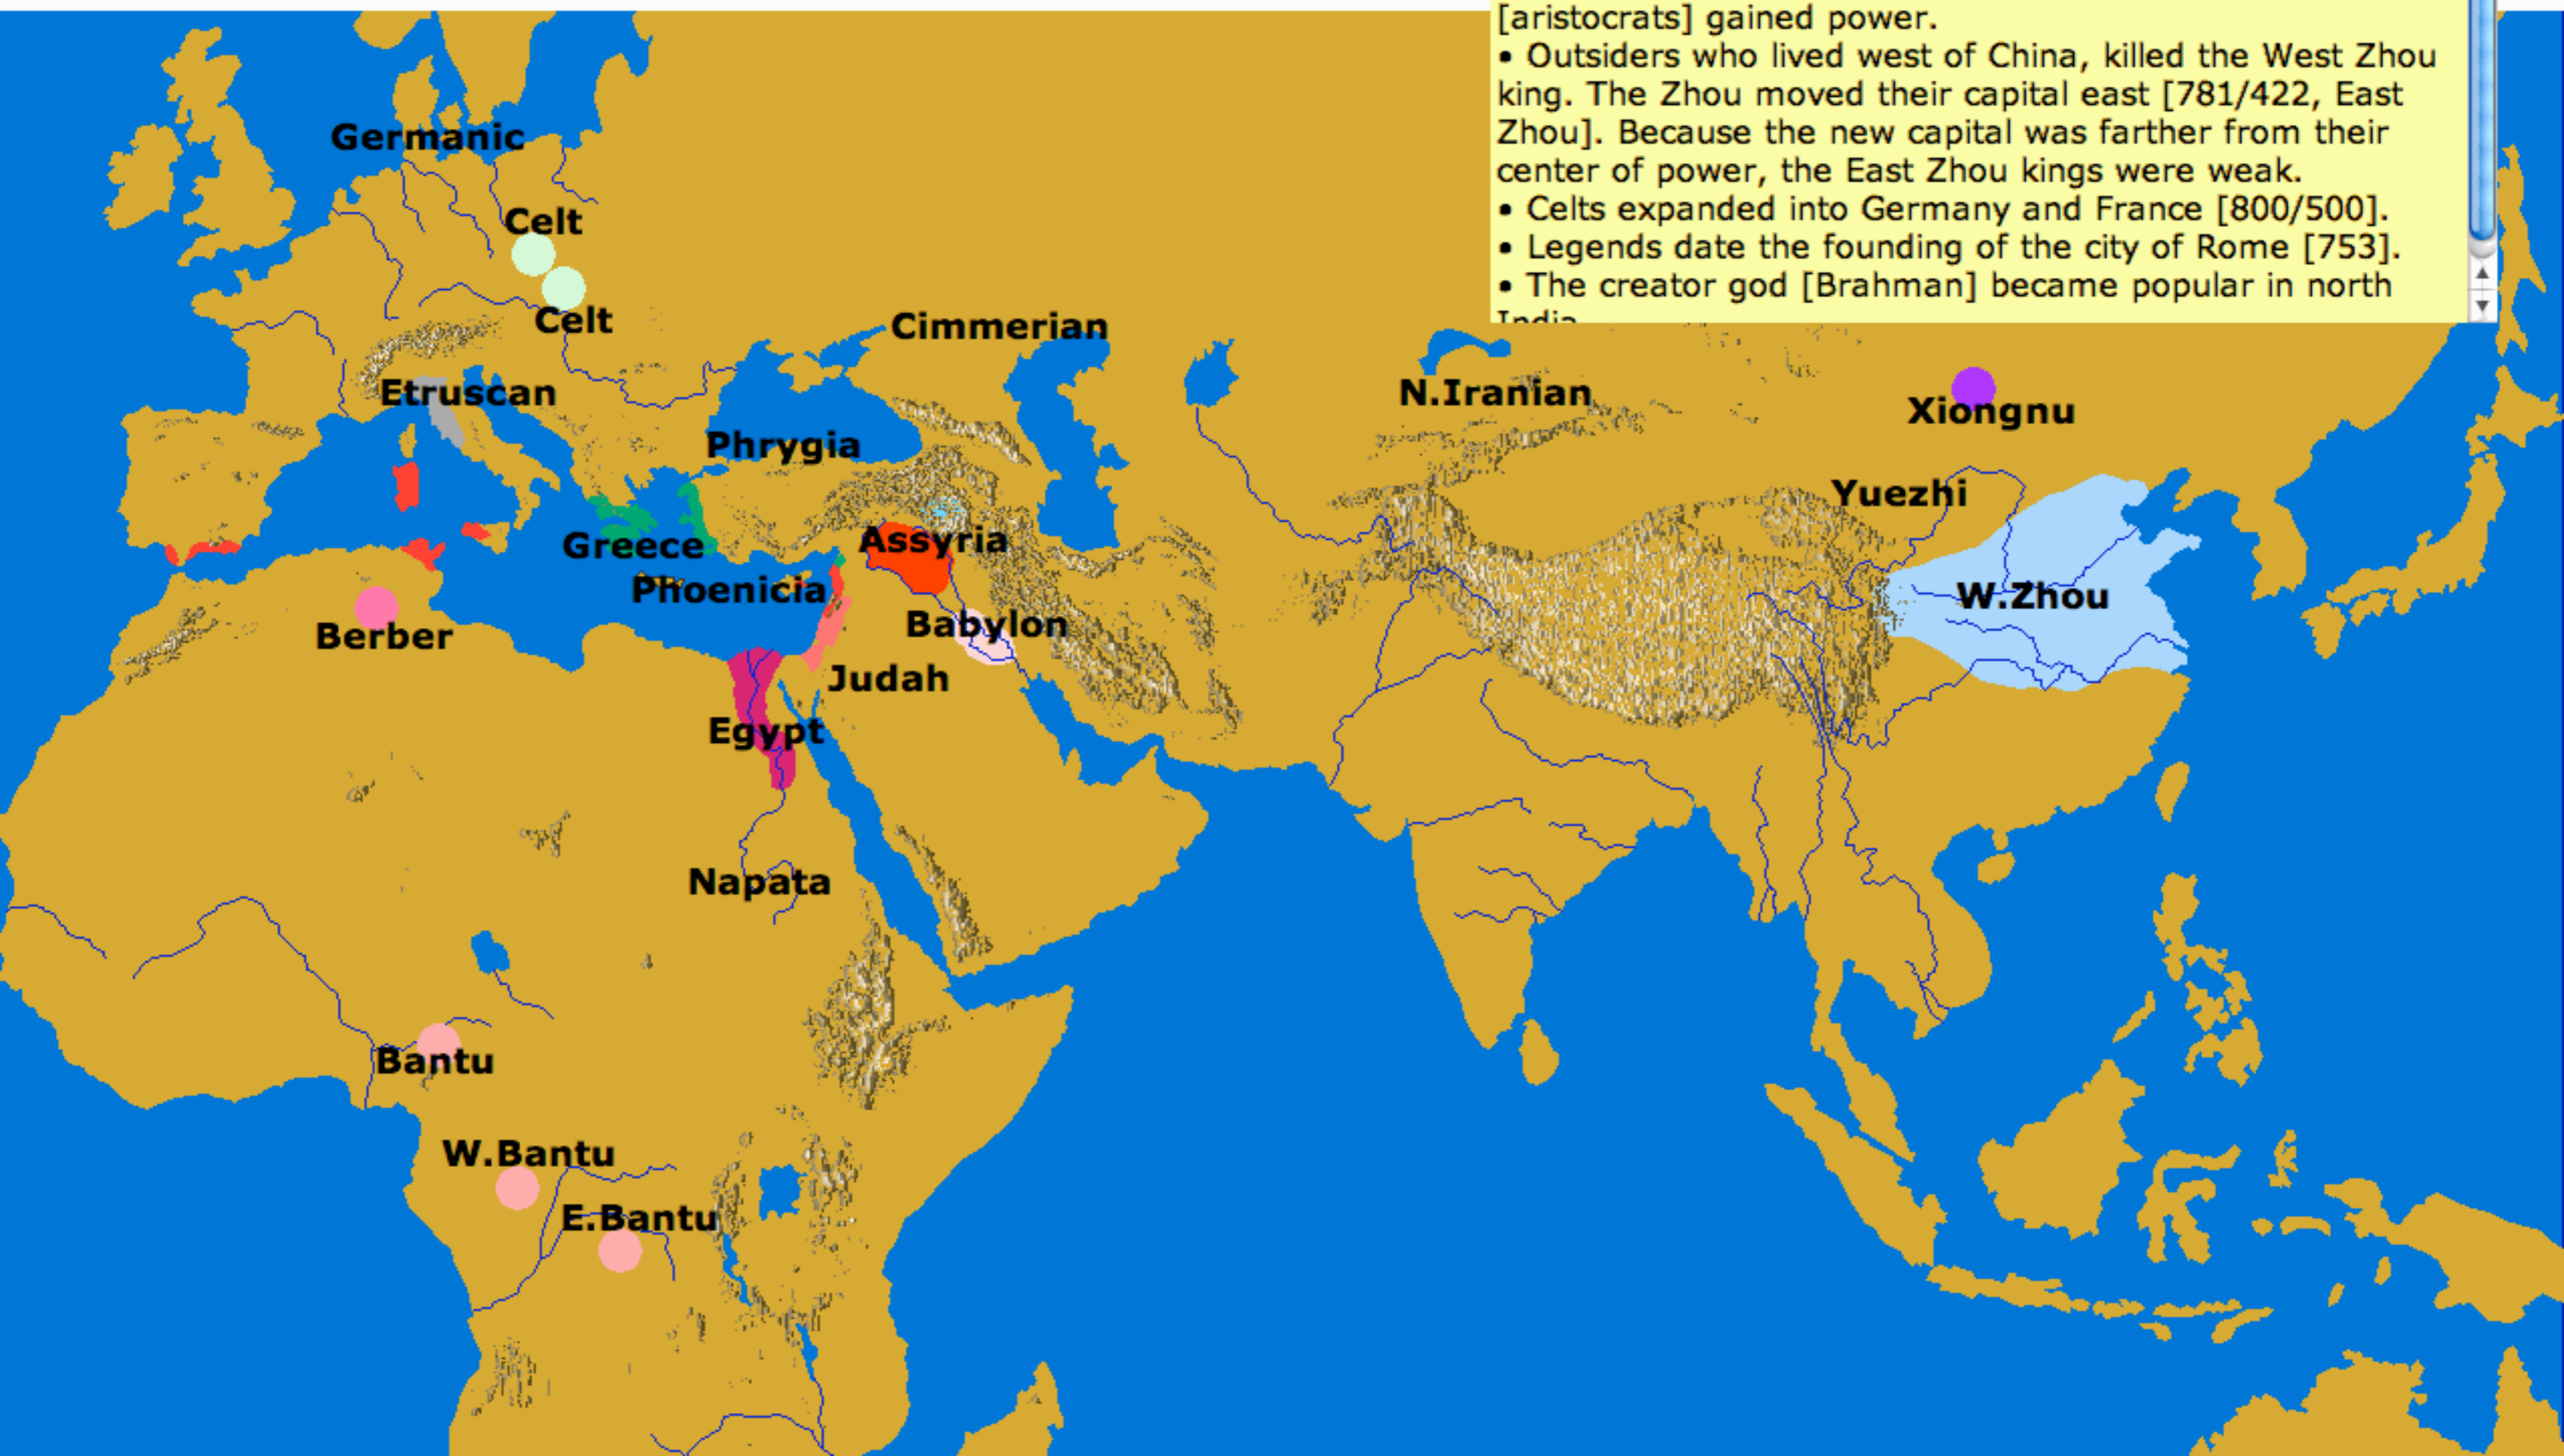 [aristocrats] gained power.
• Outsiders who lived west of China, killed the West Zhou
king. The Zhou moved their capital east [781/422, East
Zhou]. Because the new capital was farther from their
center of power, the East Zhou kings were weak.
• Celts expanded into Germany and France [800/500].
• Legends date the founding of the city of Rome [753].
• The creator god [Brahman] became popular in north
India
Germanic
Celt
Celt
Cimmerian
Etruscan
N.Iranian
Xiongnu
Phrygia
Yuezhi
Greece
Assyria
Phoenicia
W.Zhou
Babylon
Berber
Judah
Egypt
Napata
Bantu
W.Bantu
E.Bantu